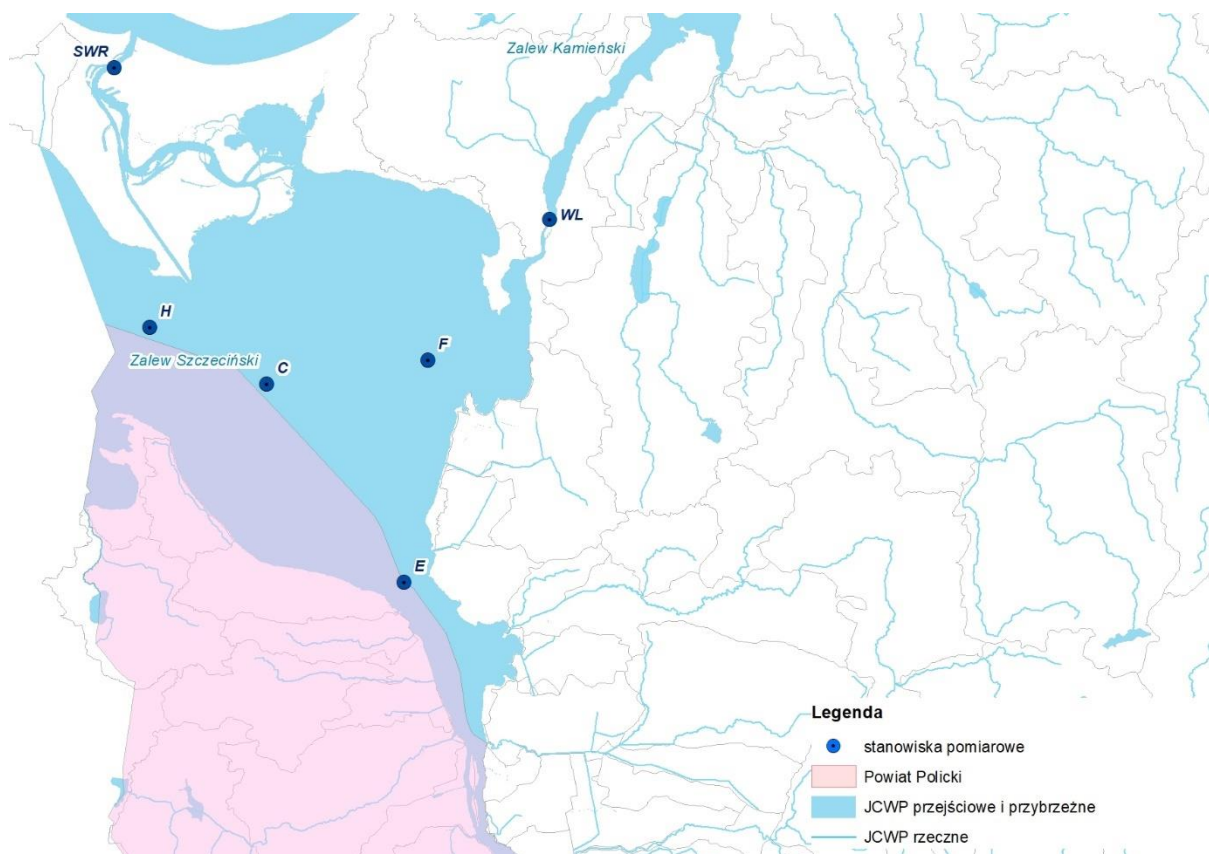 SWR
Zalew Kamieński
WL
H
Zalew Szczeciński
F
C
E
Legenda
stanowiska pomiarowe
Powiat Policki
JCWP przejściowe i przybrzeżne
JCWP rzeczne